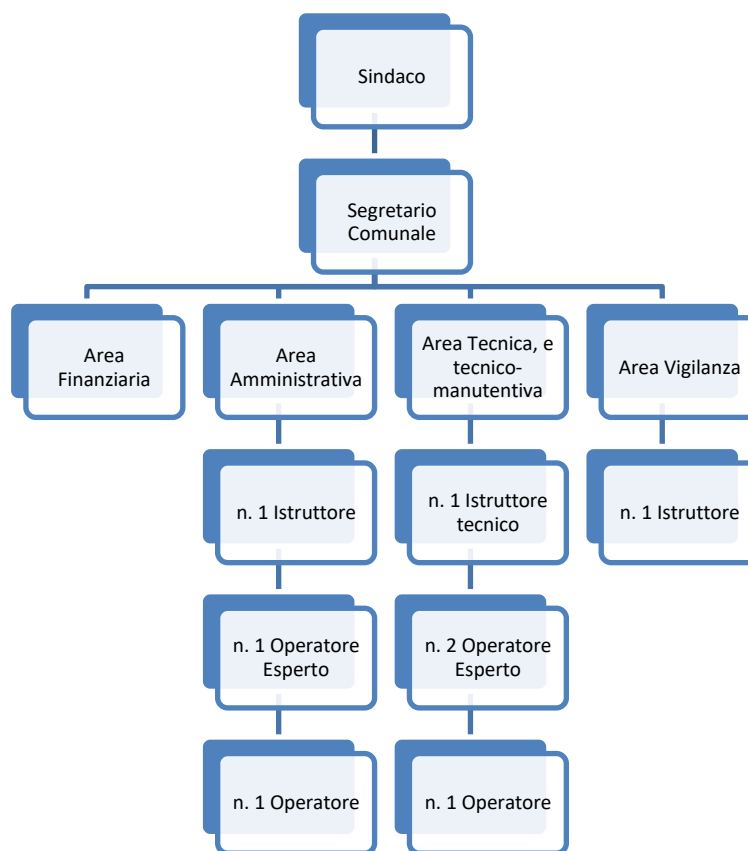 Sindaco
Segretario
Comunale
Area
Finanziaria
Area
Amministrativa
Area Tecnica, e
tecnico-
manutentiva
Area Vigilanza
n. 1 Istruttore
n. 1 Istruttore
tecnico
n. 1 Istruttore
n. 1 Operatore
Esperto
n. 2 Operatore
Esperto
n. 1 Operatore
n. 1 Operatore